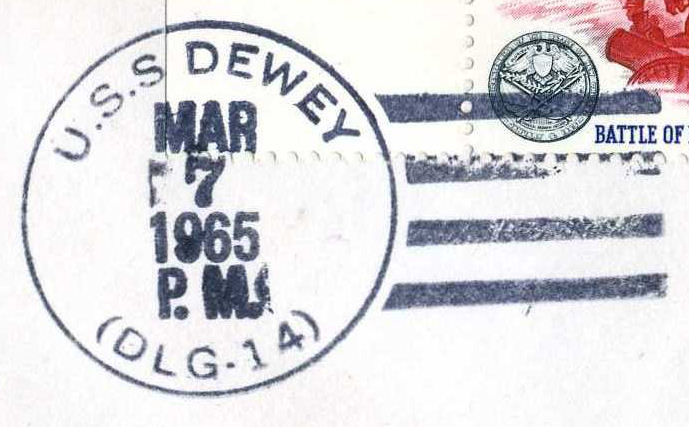 U.S.S DEWEY
MAR
7
1965
P.M.
(DLG-14)
BATTLE OF